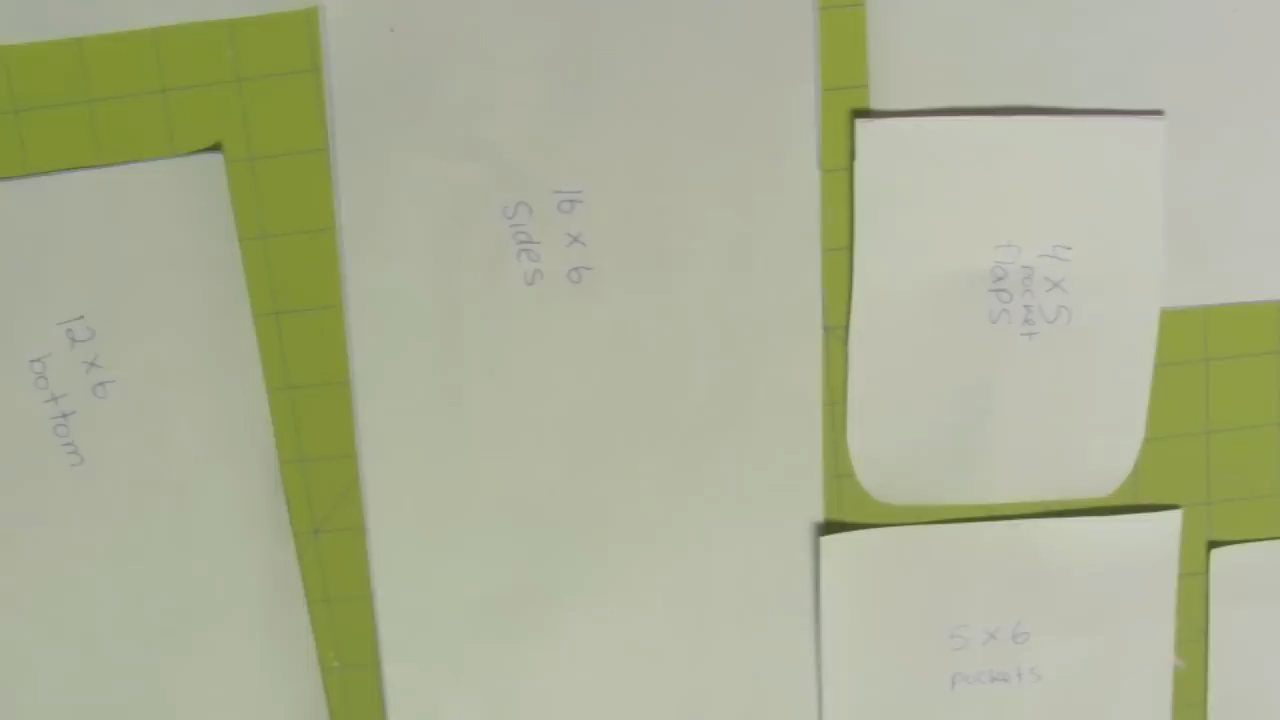 12 x 6
bottom
16 x 6
Sides
4 x 5
pocket
flaps
5 x 6
pockets